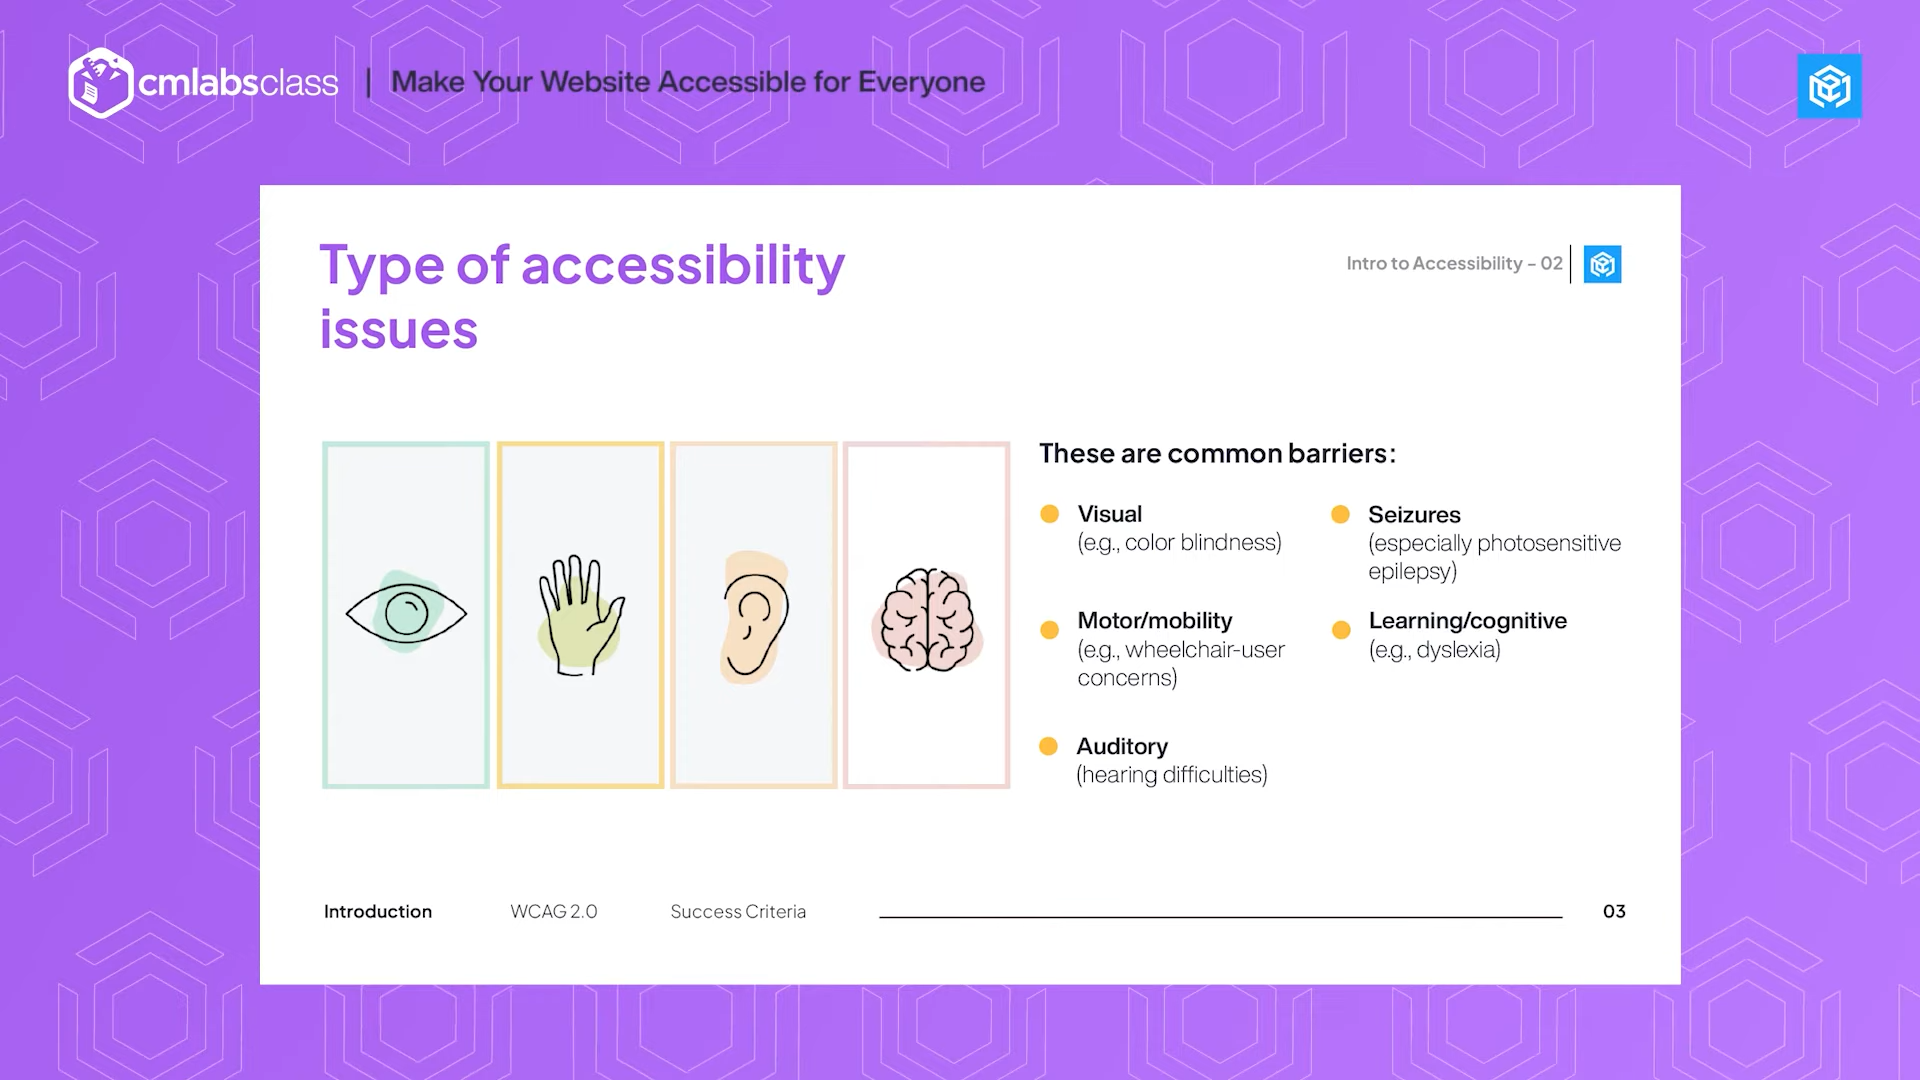 cmlabsclass | Make Your Website Accessible for Everyone
Type of accessibility
issues
Intro to Accessibility - 02
These are common barriers:
Visual
(e.g., color blindness)
Motor/mobility
(e.g., wheelchair-user
concerns)
Auditory
(hearing difficulties)
Seizures
(especially photosensitive
epilepsy)
Learning/cognitive
(e.g., dyslexia)
Introduction
WCAG 2.0
Success Criteria
03